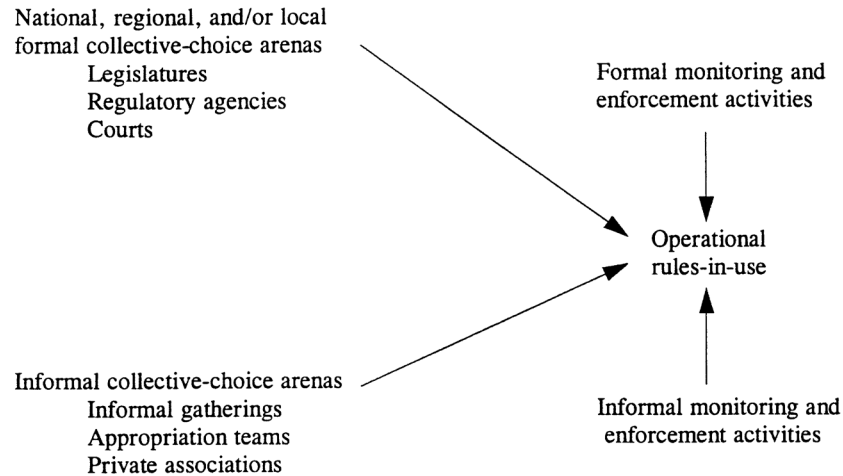 National, regional, and/or local
formal collective-choice arenas
Legislatures
Regulatory agencies
Courts
Formal monitoring and
enforcement activities
Operational
rules-in-use
Informal collective-choice arenas
Informal gatherings
Appropriation teams
Private associations
Informal monitoring and
enforcement activities